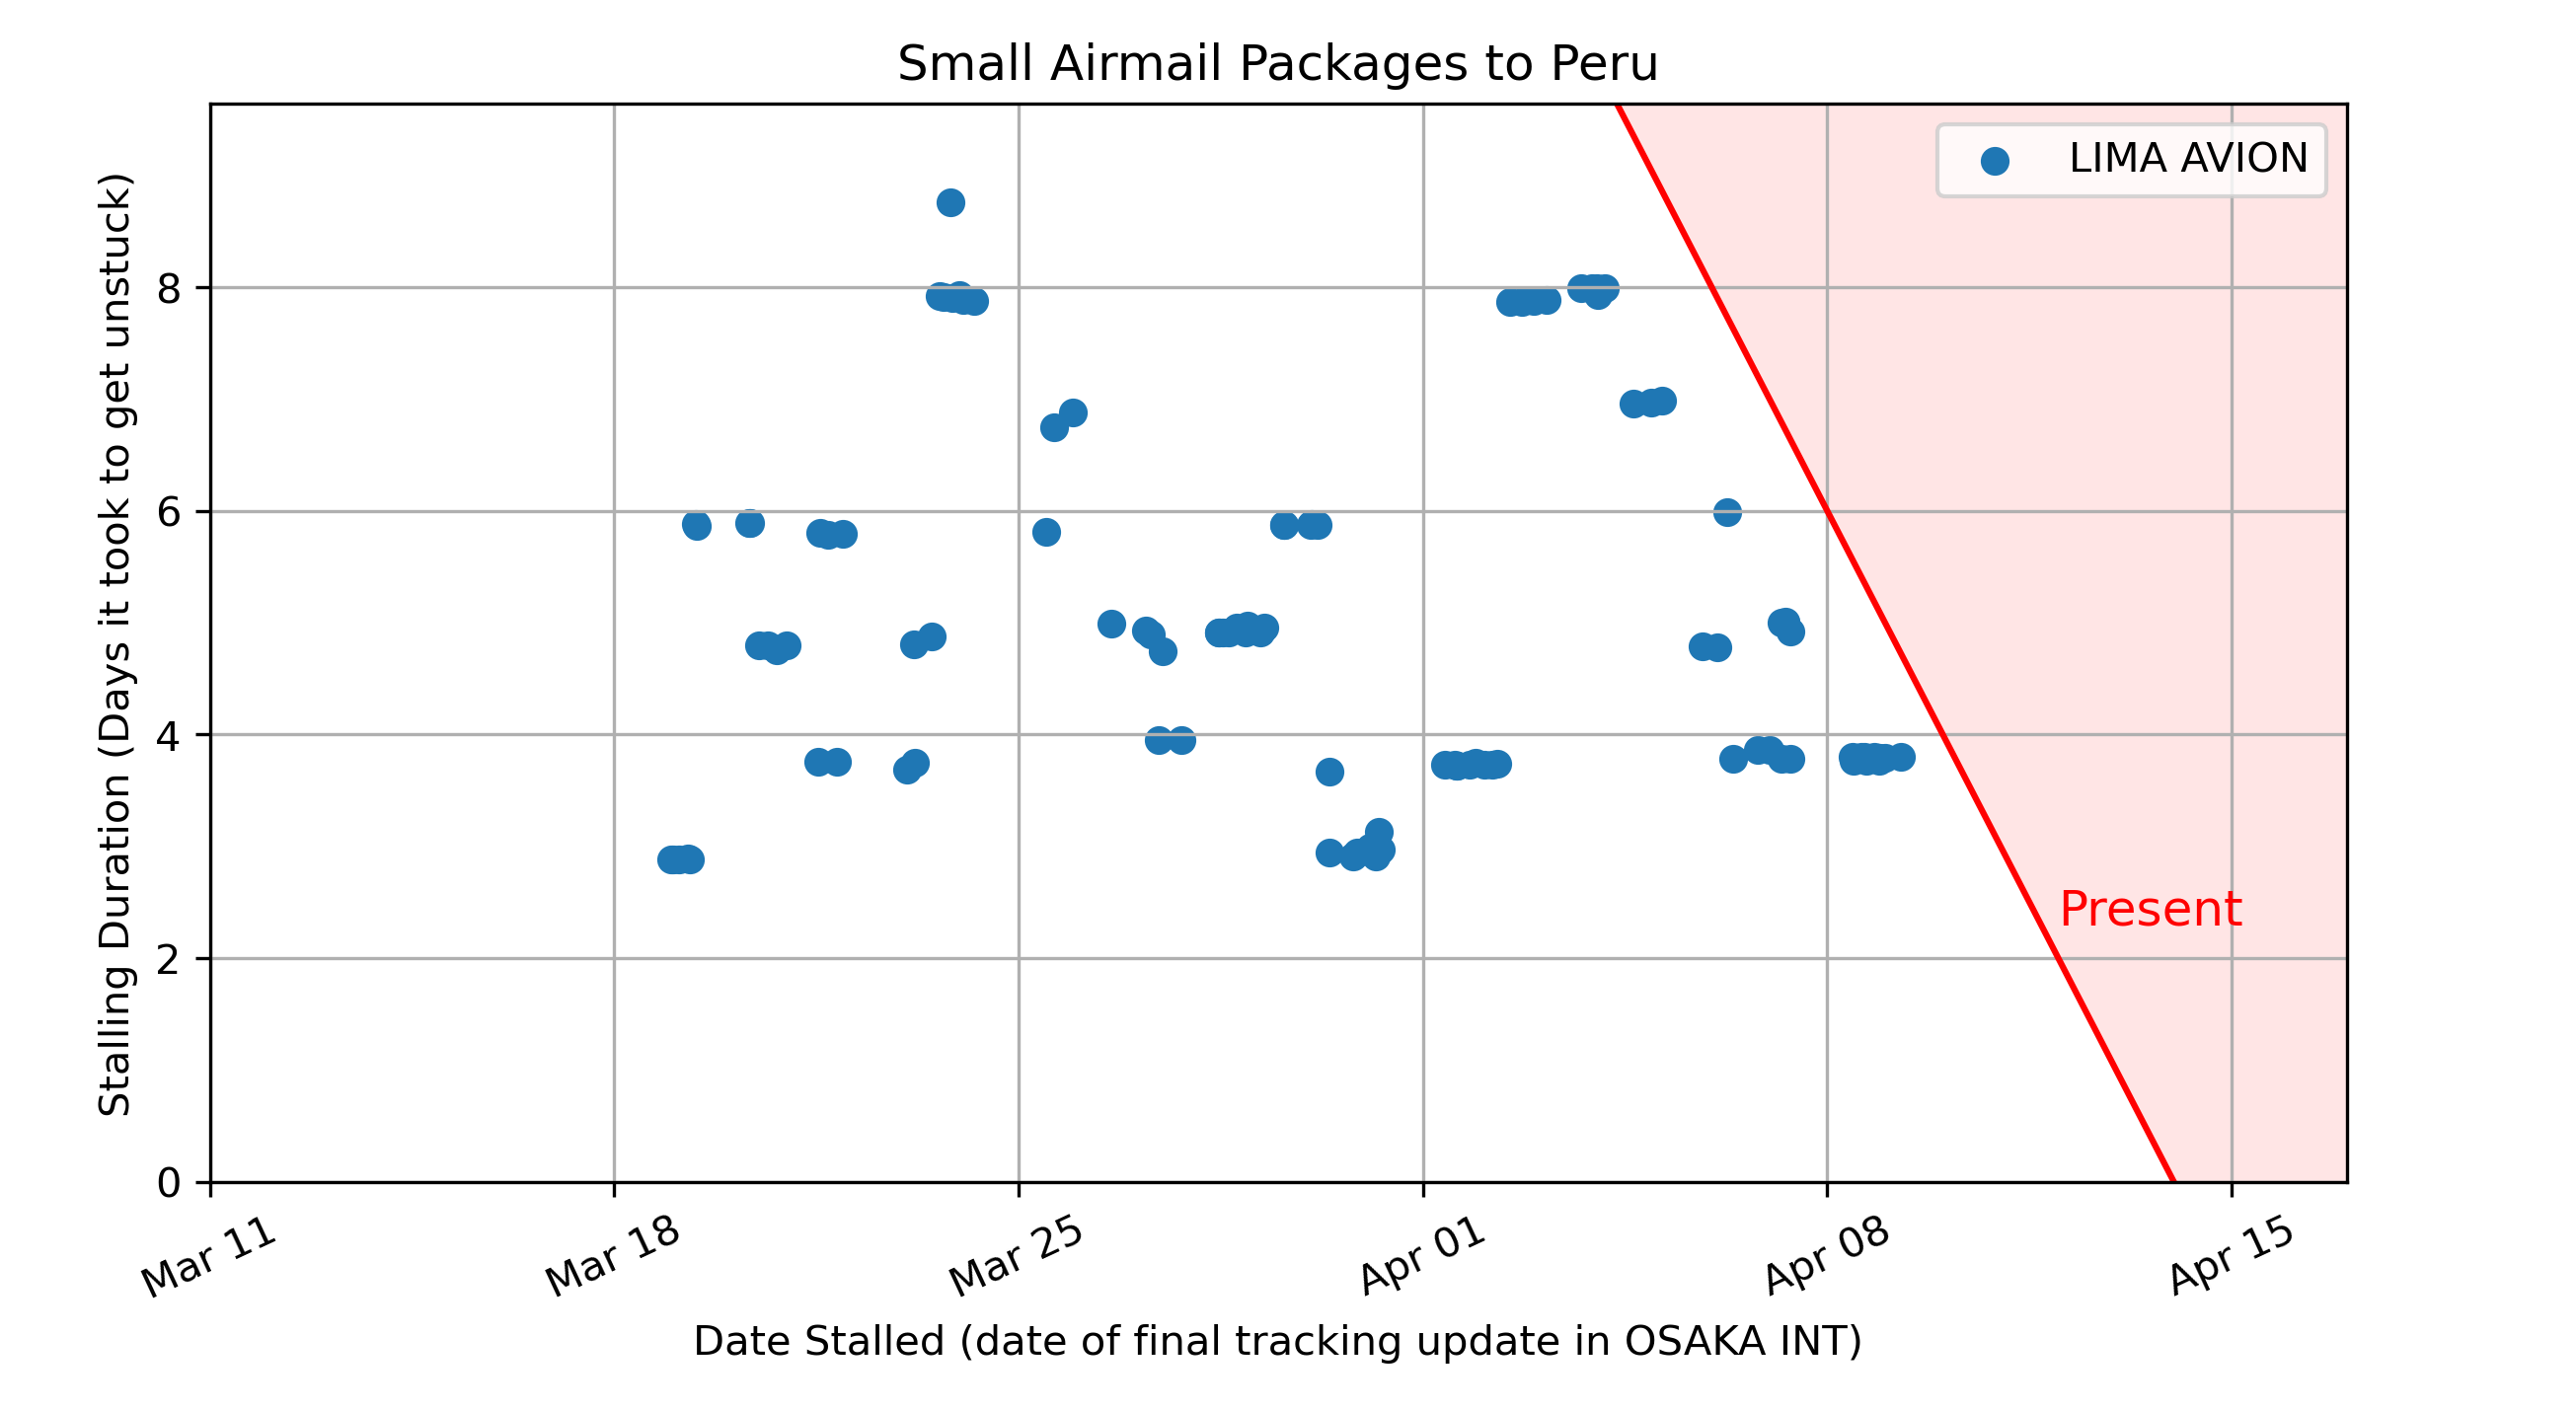 Small Airmail Packages to Peru
LIMA AVION
Stalling Duration (Days it took to get unstuck)
8
6
4
2
0
Present
Mar 11
Mar 18
Mar 25
Apr 01
Apr 08
Apr 15
Date Stalled (date of final tracking update in OSAKA INT)